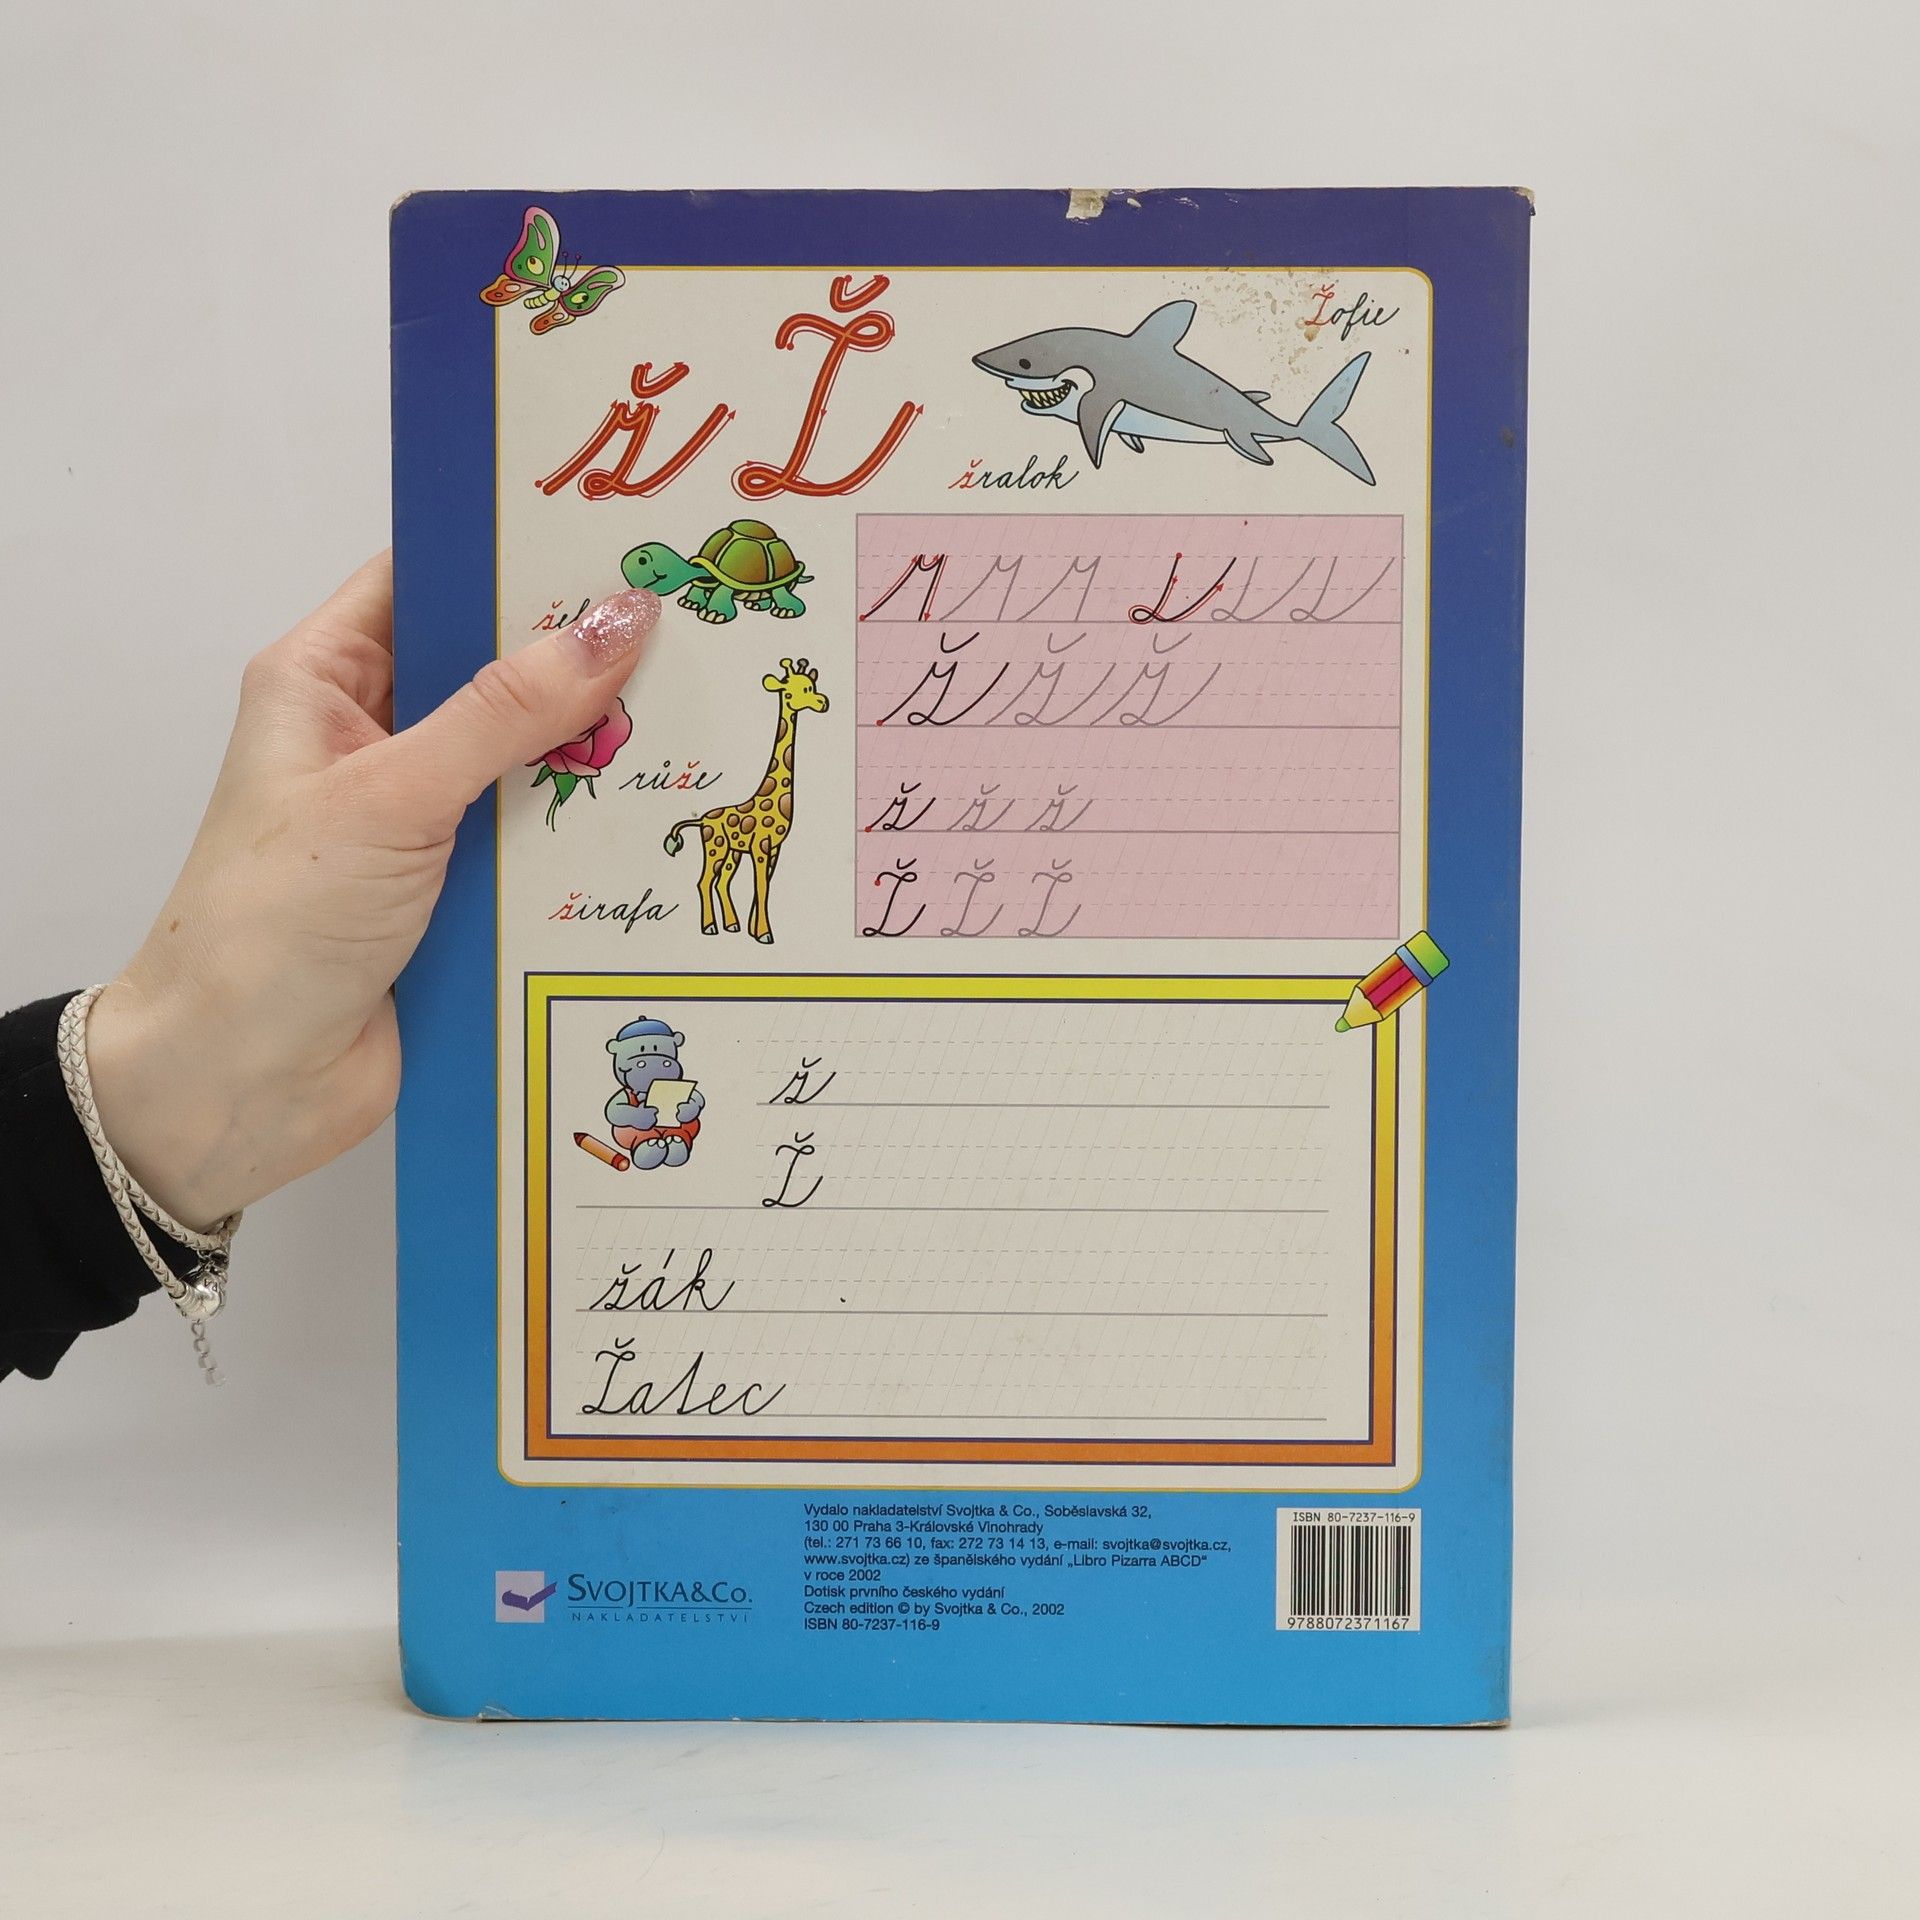 ž Ž
Žofie
žralok
růže
žirafa
Ž Ž Ž
ž ž ž
Ž Ž Ž
ž
Ž
žák
Žatec
Vydalo nakladatelství Svojtka & Co., Soběslavská 32,
130 00 Praha 3-Královské Vinohrady
(tel.: 271 73 66 10, fax: 272 73 14 13, e-mail: svojtka@svojtka.cz,
www.svojtka.cz) ze španělského vydání „Libro Pizarra ABCD“
v roce 2002
Dotisk prvního českého vydání
Czech edition © by Svojtka & Co., 2002
ISBN 80-7237-116-9
SVOJTKA&CO.
NAKLADATELSTVÍ
ISBN 80-7237-116-9
9788072371167